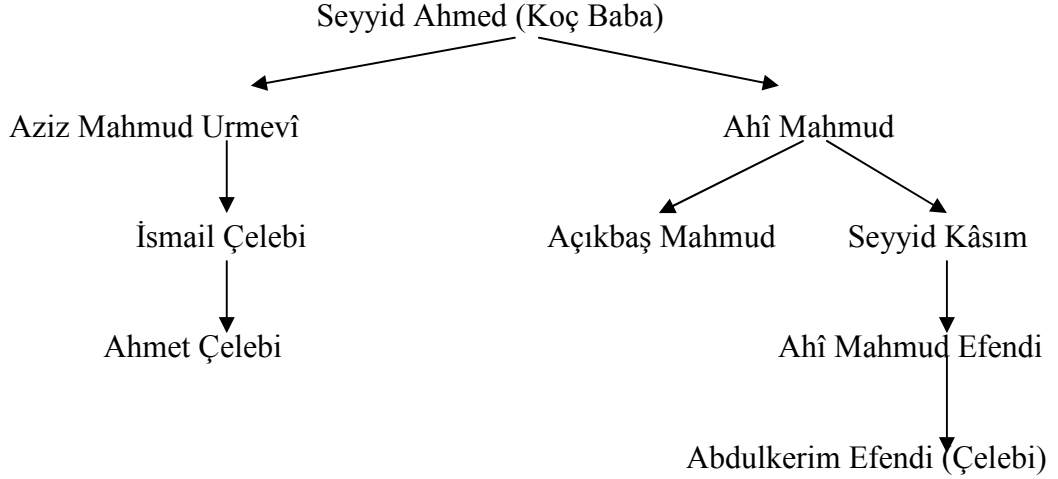 Seyyid Ahmed (Koç Baba)
Aziz Mahmud Urmevî
Ahî Mahmud
İsmail Çelebi
Açıkbaş Mahmud
Seyyid Kâsım
Ahmet Çelebi
Ahî Mahmud Efendi
Abdulkerim Efendi (Çelebi)